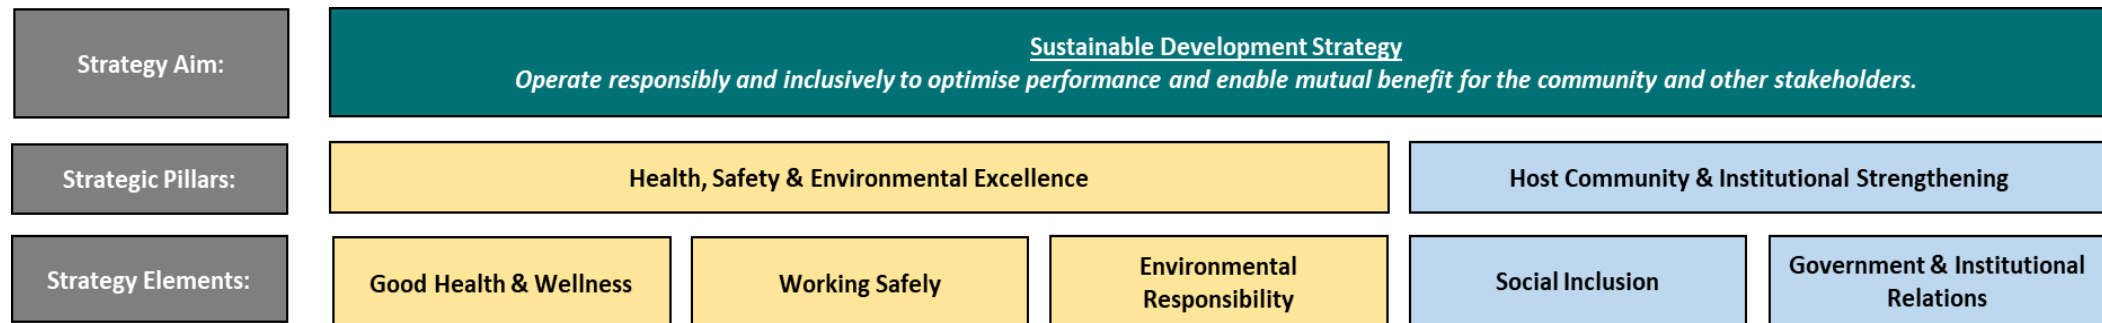 Strategy Aim:
Sustainable Development Strategy
Operate responsibly and inclusively to optimise performance and enable mutual benefit for the community and other stakeholders.
Strategic Pillars:
Health, Safety & Environmental Excellence
Host Community & Institutional Strengthening
Strategy Elements:
Good Health & Wellness
Working Safely
Environmental
Responsibility
Social Inclusion
Government & Institutional
Relations